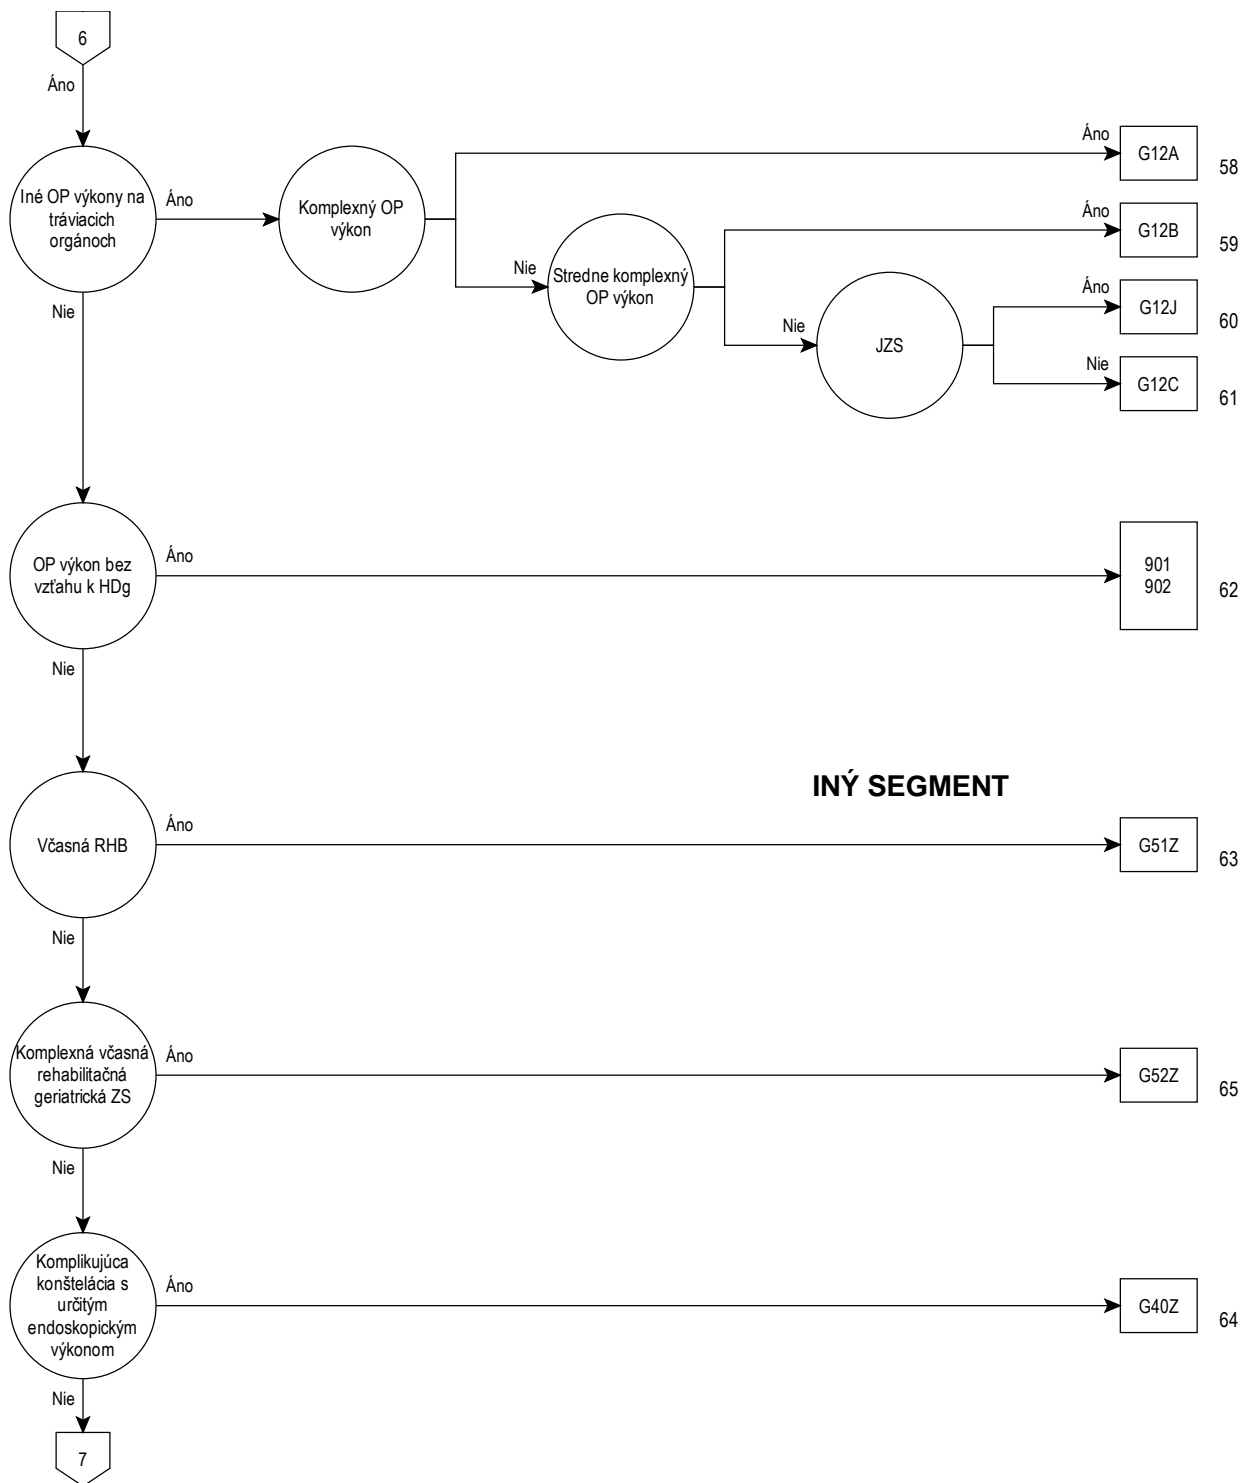 6
Áno
Iné OP výkony na
tráviacich
orgánoch
Áno
Komplexný OP
výkon
Áno
G12A
58
Nie
Stredne komplexný
OP výkon
Áno
G12B
59
Nie
JZS
Áno
G12J
60
Nie
G12C
61
Nie
OP výkon bez
vzťahu k HDg
Áno
901
902
62
Nie
INÝ SEGMENT
Včasná RHB
Áno
G51Z
63
Nie
Komplexná včasná
rehabilitačná
geriatrická ZS
Áno
G52Z
65
Nie
Komplikujúca
konštelácia s
určitým
endoskopickým
výkonom
Áno
G40Z
64
Nie
7